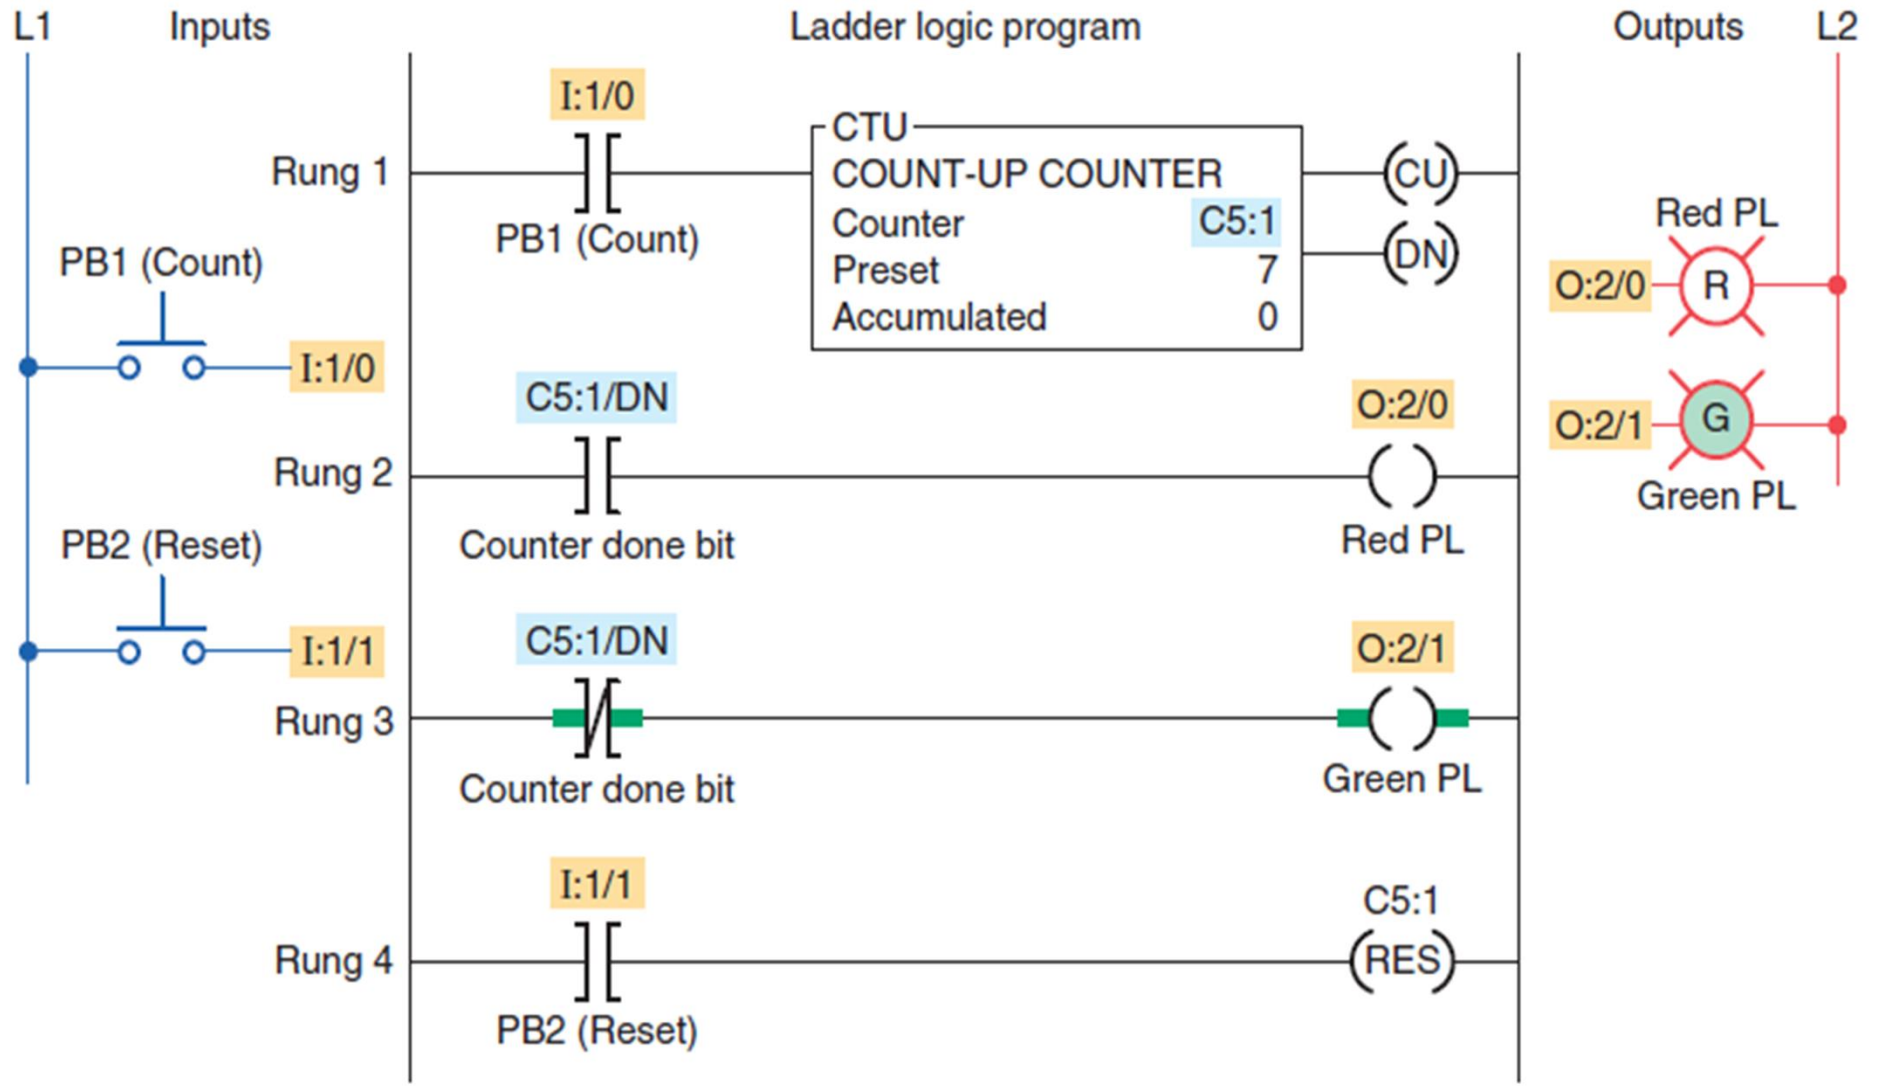 L1 Inputs Ladder logic program Outputs L2
I:1/0
CTU
Rung 1 COUNT-UP COUNTER CU
PB1 (Count) Counter C5:1 DN
Preset 7
Accumulated 0
PB1 (Count)
I:1/0
Red PL
O:2/0 R
O:2/1 G
Green PL
C5:1/DN O:2/0
Rung 2
Counter done bit Red PL
PB2 (Reset)
I:1/1
C5:1/DN O:2/1
Rung 3
Counter done bit Green PL
I:1/1 C5:1
Rung 4 RES
PB2 (Reset)